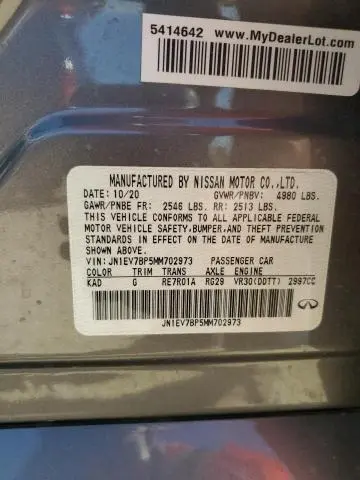 5414642 www.MyDealerLot.com
MANUFACTURED BY NISSAN MOTOR CO.,LTD.
DATE: 10/20 GVWR/PNBV: 4980 LBS.
GAWR/PNBE FR: 2546 LBS. RR: 2513 LBS.
THIS VEHICLE CONFORMS TO ALL APPLICABLE FEDERAL
MOTOR VEHICLE SAFETY,BUMPER,AND THEFT PREVENTION
STANDARDS IN EFFECT ON THE DATE OF MANUFACTURE
SHOWN ABOVE.
VIN: JN1EV7BP5MM702973 PASSENGER CAR
COLOR TRIM TRANS AXLE ENGINE
KAD G RE7R01A RG29 VR30(DDTT) 2997CC
JN1EV7BP5MM702973